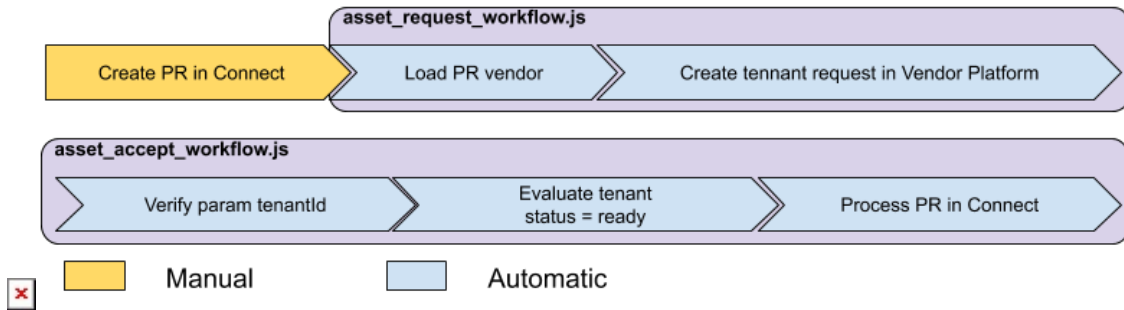 asset_request_workflow.js
Create PR in Connect
Load PR vendor
Create tennant request in Vendor Platform
asset_accept_workflow.js
Verify param tenantId
Evaluate tenant
status = ready
Process PR in Connect
Manual
Automatic